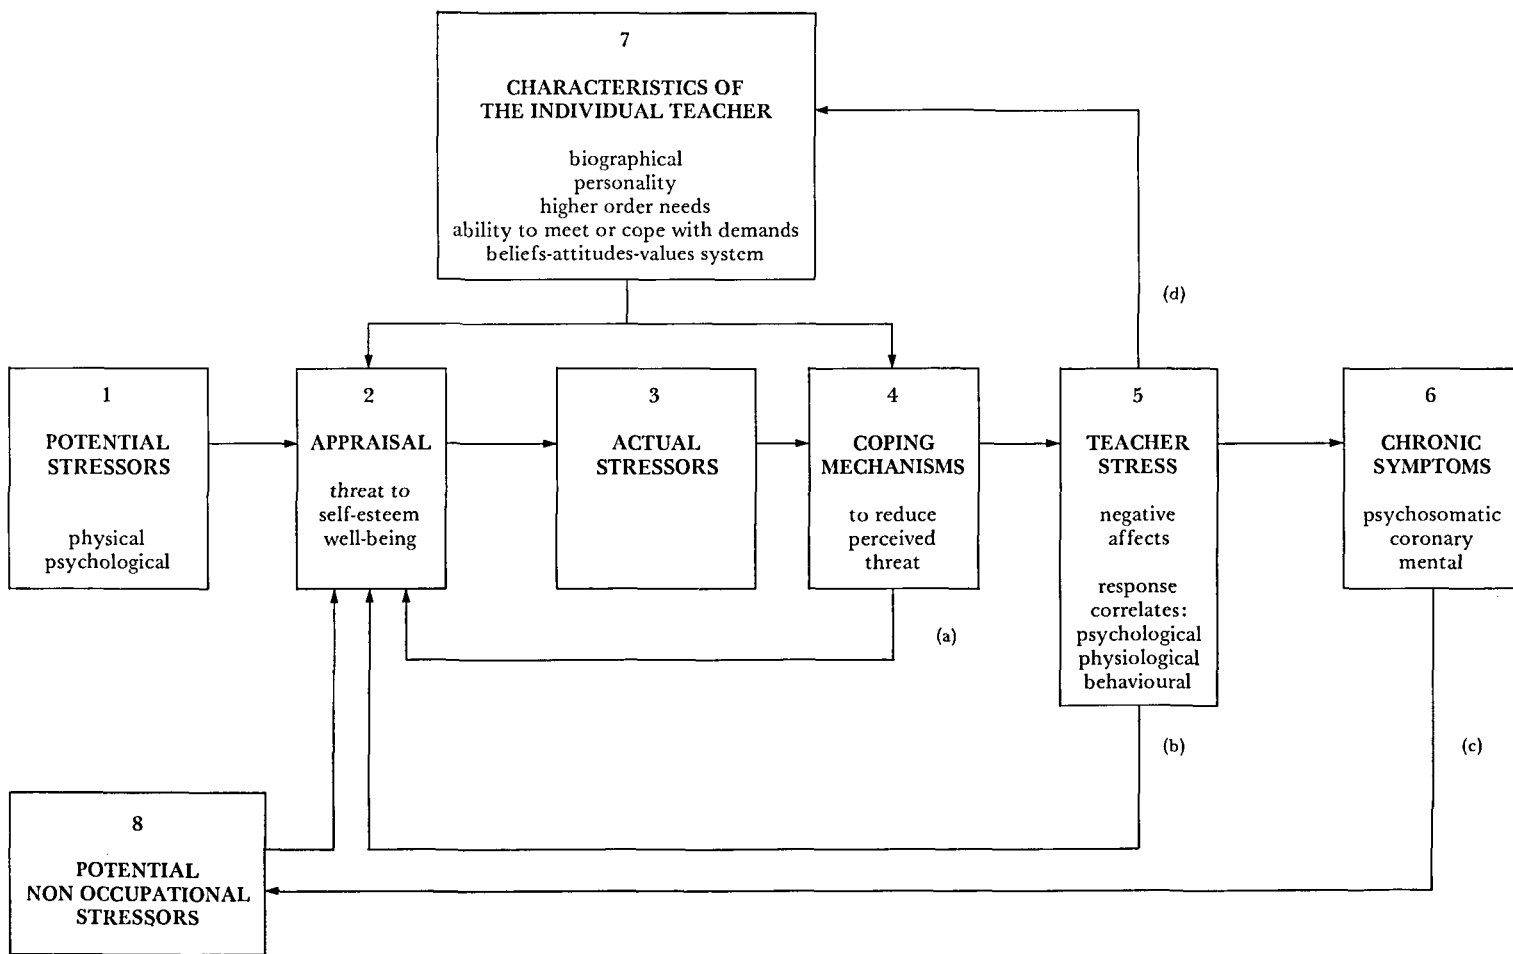 7
CHARACTERISTICS OF
THE INDIVIDUAL TEACHER
biographical
personality
higher order needs
ability to meet or cope with demands
beliefs-attitudes-values system
(d)
1
POTENTIAL
STRESSORS
physical
psychological
2
APPRAISAL
threat to
self-esteem
well-being
3
ACTUAL
STRESSORS
4
COPING
MECHANISMS
to reduce
perceived
threat
5
TEACHER
STRESS
negative
affects
response
correlates:
psychological
physiological
behavioural
6
CHRONIC
SYMPTOMS
psychosomatic
coronary
mental
(a)
(b)
(c)
8
POTENTIAL
NON OCCUPATIONAL
STRESSORS